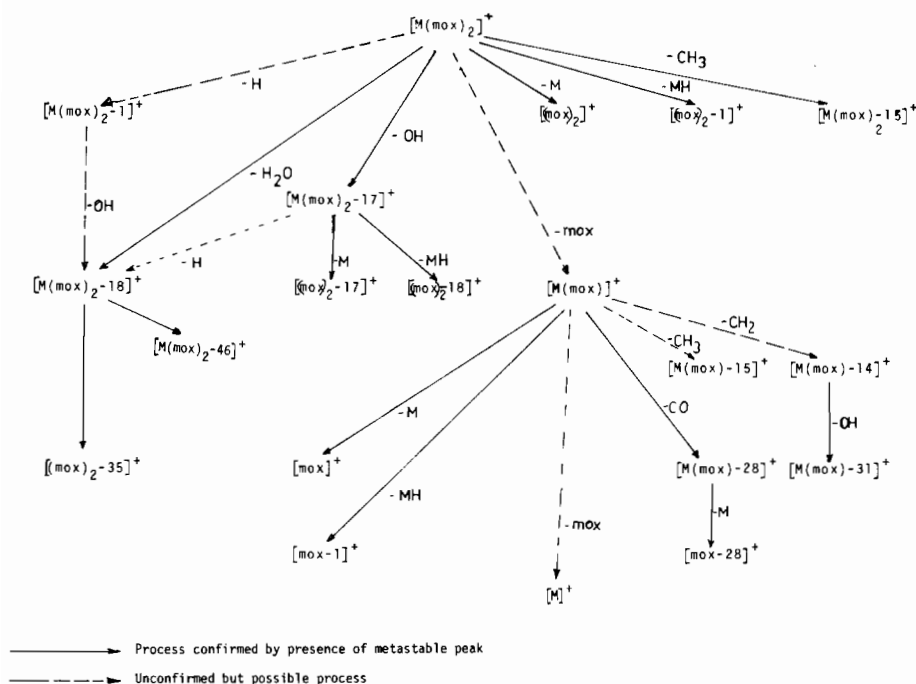 [M(mox)2]+
-CH3
-H
-M
-MH
[M(mox)2-1]+
[(mox)2]+
[(mox)2-1]+
[M(mox)2-15]+
-OH
-H2O
[M(mox)2-17]+
-OH
-mox
-H
-M
-MH
[M(mox)2-18]+
[(mox)2-17]+
[(mox)2-18]+
[M(mox)]+
-CH2
-CH3
[M(mox)2-46]+
[M(mox)-15]+
[M(mox)-14]+
-M
-CO
-OH
[(mox)2-35]+
[mox]+
[M(mox)-28]+
[M(mox)-31]+
-MH
-mox
-M
[mox-1]+
[mox-28]+
[M]+
Process confirmed by presence of metastable peak
Unconfirmed but possible process